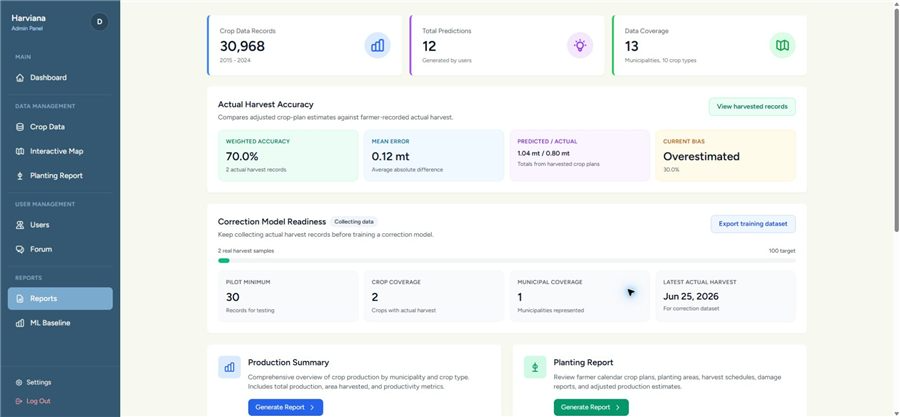 Harviana
Admin Panel
D
MAIN
Dashboard
DATA MANAGEMENT
Crop Data
Interactive Map
Planting Report
USER MANAGEMENT
Users
Forum
REPORTS
Reports
ML Baseline
Settings
Log Out
Crop Data Records
30,968
2015 - 2024
Total Predictions
12
Generated by users
Data Coverage
13
Municipalities, 10 crop types
Actual Harvest Accuracy
Compares adjusted crop-plan estimates against farmer-recorded actual harvest.
View harvested records
WEIGHTED ACCURACY
70.0%
2 actual harvest records
MEAN ERROR
0.12 mt
Average absolute difference
PREDICTED / ACTUAL
1.04 mt / 0.80 mt
Totals from harvested crop plans
CURRENT BIAS
Overestimated
30.0%
Correction Model Readiness
Collecting data
Keep collecting actual harvest records before training a correction model.
Export training dataset
2 real harvest samples
100 target
PILOT MINIMUM
30
Records for testing
CROP COVERAGE
2
Crops with actual harvest
MUNICIPAL COVERAGE
1
Municipalities represented
LATEST ACTUAL HARVEST
Jun 25, 2026
For correction dataset
Production Summary
Comprehensive overview of crop production by municipality and crop type.
Includes total production, area harvested, and productivity metrics.
Generate Report
Planting Report
Review farmer calendar crop plans, planting areas, harvest schedules, damage
reports, and adjusted production estimates.
Generate Report